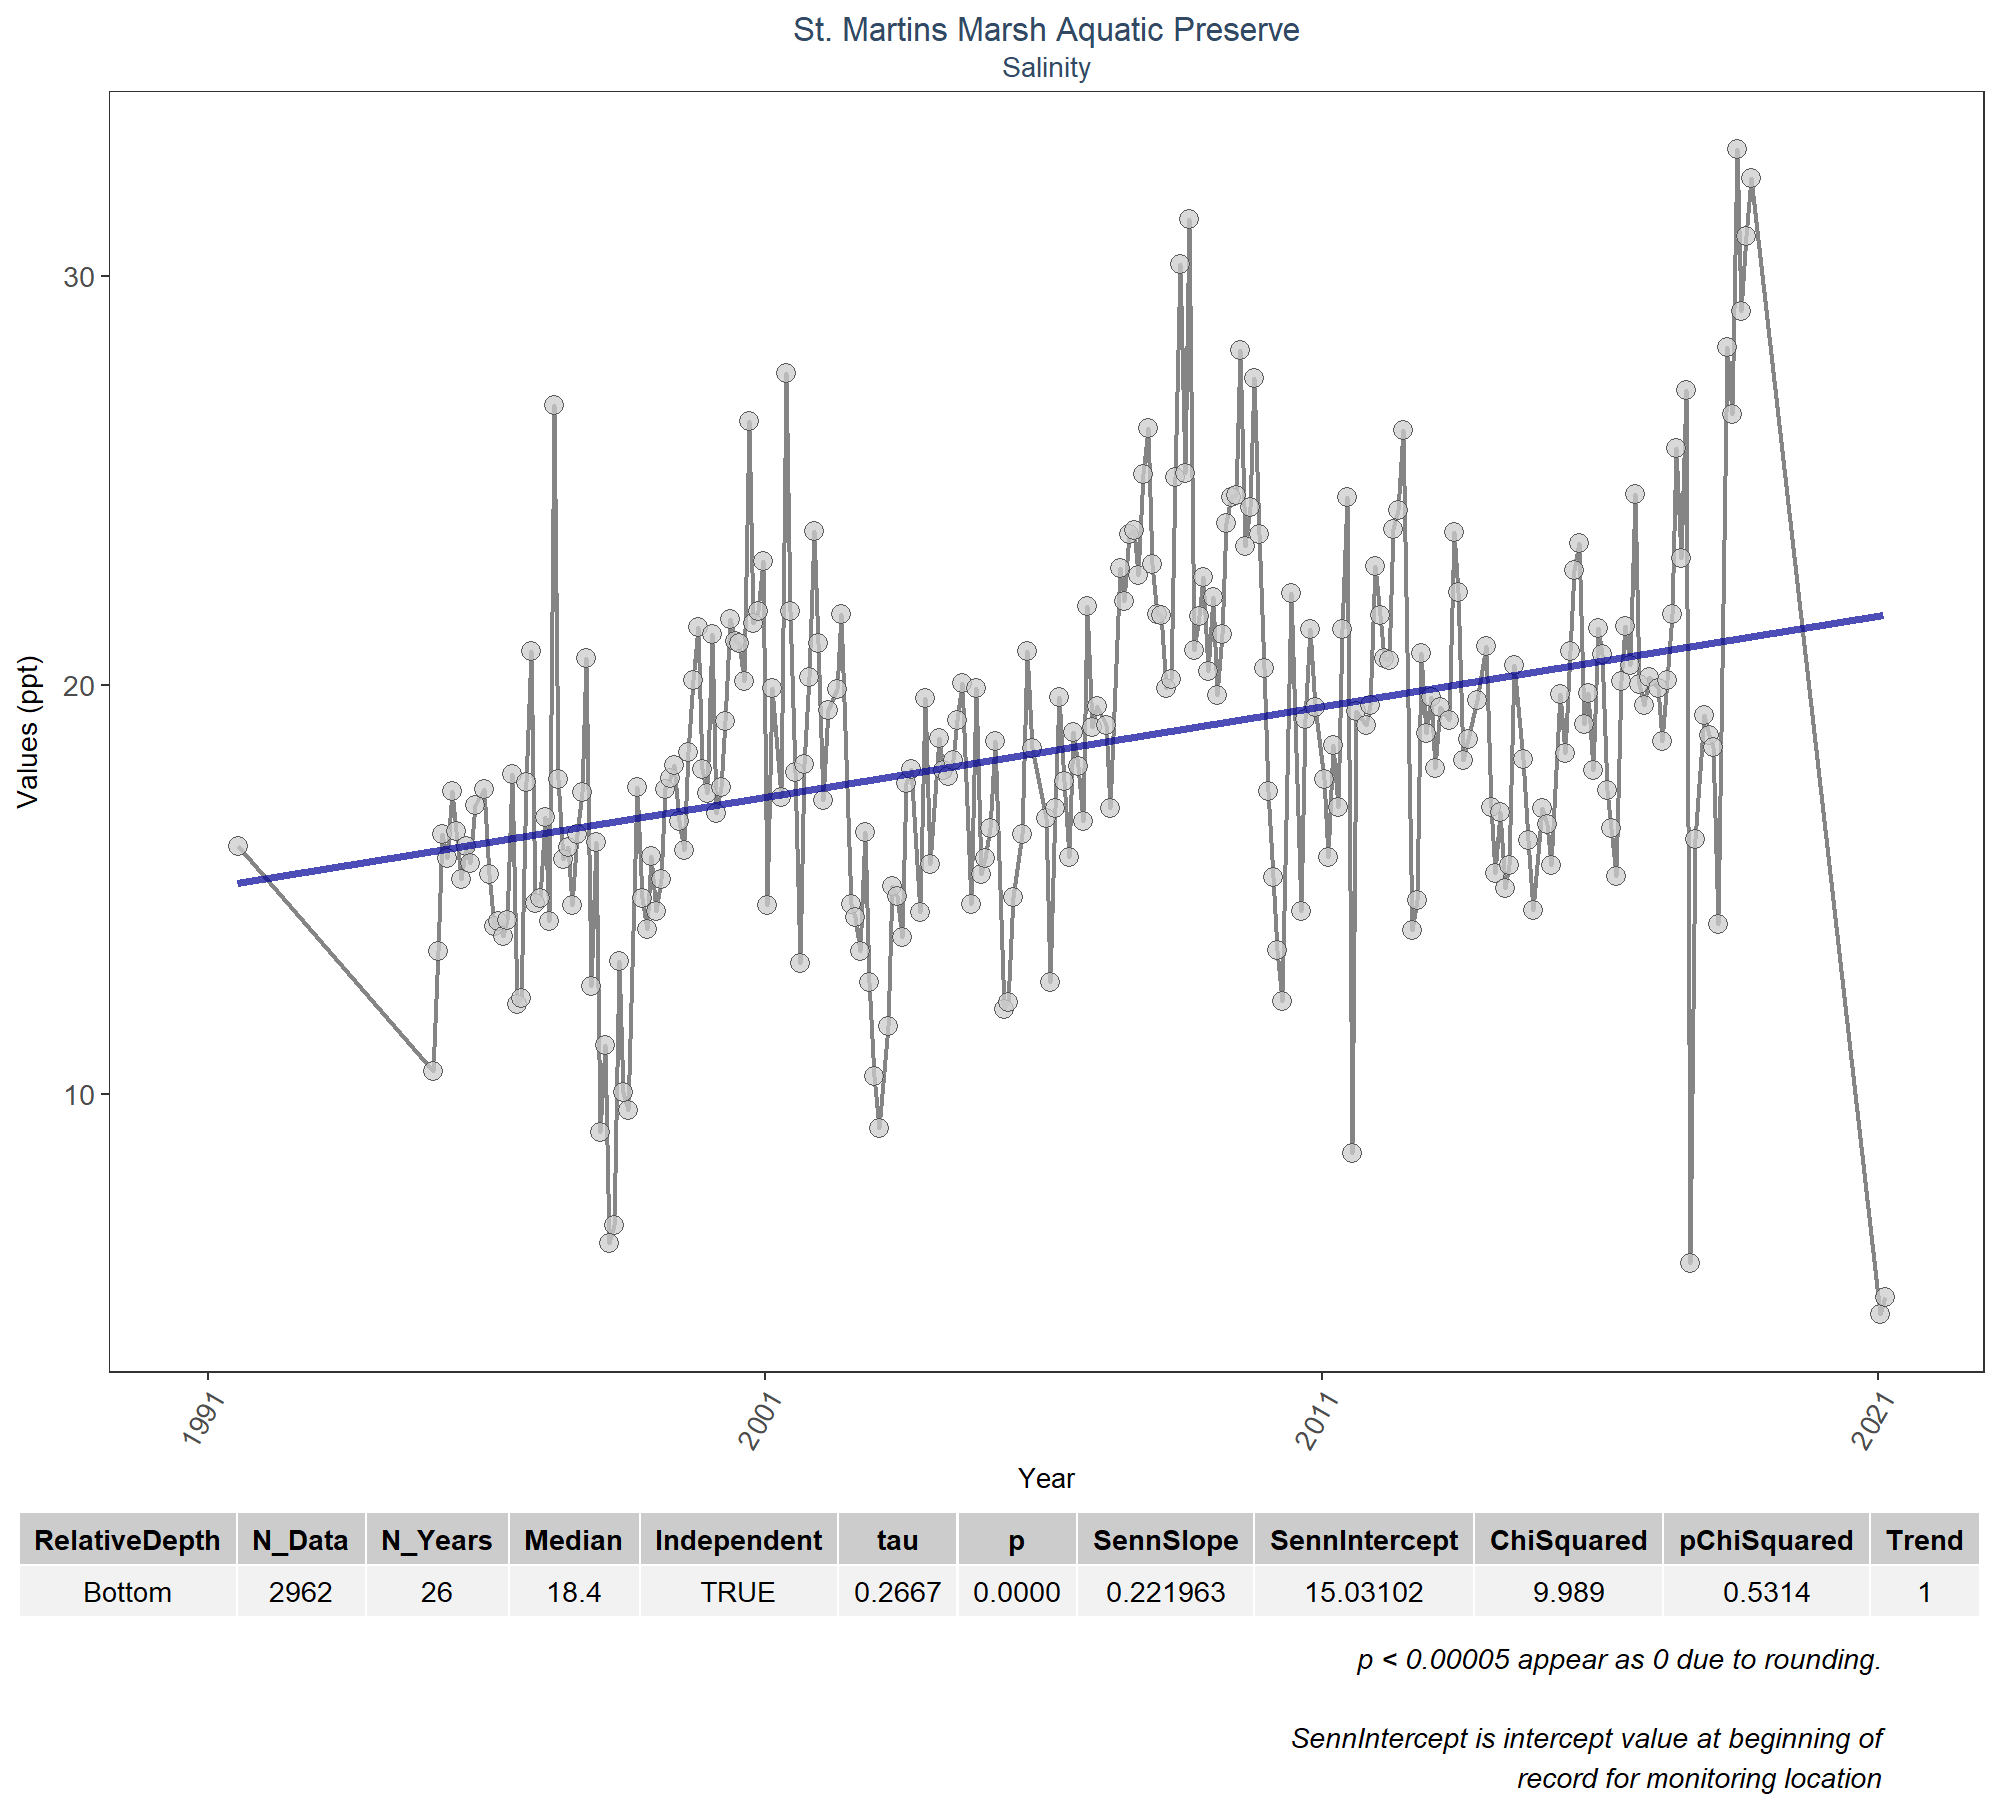 St. Martins Marsh Aquatic Preserve
Salinity
Values (ppt)
30
20
10
1991
2001
2011
2021
Year
RelativeDepth N_Data N_Years Median Independent tau p SennSlope SennIntercept ChiSquared pChiSquared Trend
Bottom 2962 26 18.4 TRUE 0.2667 0.0000 0.221963 15.03102 9.989 0.5314 1
p < 0.00005 appear as 0 due to rounding.
SennIntercept is intercept value at beginning of
record for monitoring location